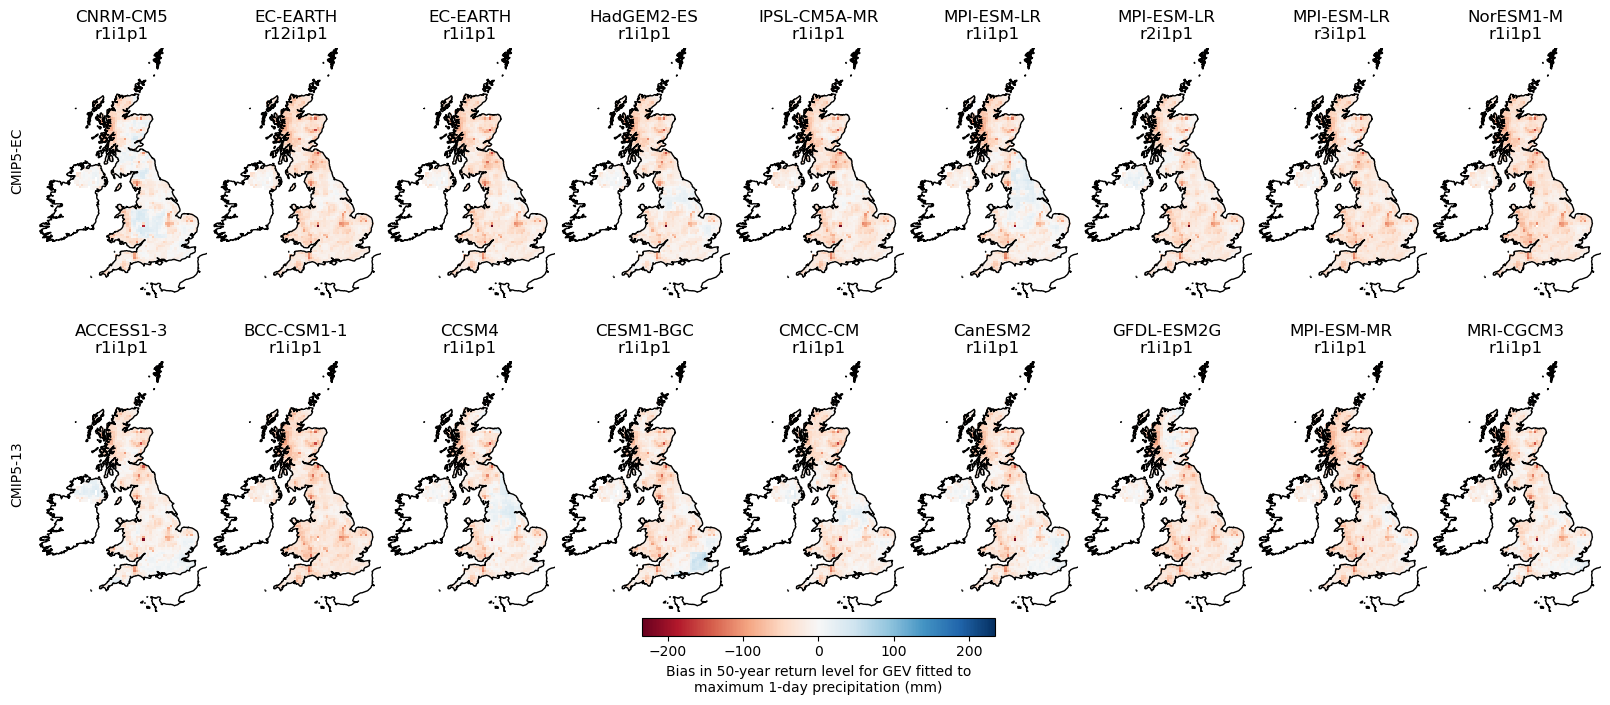 CNRM-CM5
r1i1p1
EC-EARTH
r12i1p1
EC-EARTH
r1i1p1
HadGEM2-ES
r1i1p1
IPSL-CM5A-MR
r1i1p1
MPI-ESM-LR
r1i1p1
MPI-ESM-LR
r2i1p1
MPI-ESM-LR
r3i1p1
NorESM1-M
r1i1p1
CMIP5-EC
ACCESS1-3
r1i1p1
BCC-CSM1-1
r1i1p1
CCSM4
r1i1p1
CESM1-BGC
r1i1p1
CMCC-CM
r1i1p1
CanESM2
r1i1p1
GFDL-ESM2G
r1i1p1
MPI-ESM-MR
r1i1p1
MRI-CGCM3
r1i1p1
CMIP5-13
−200 −100 0 100 200
Bias in 50-year return level for GEV fitted to
maximum 1-day precipitation (mm)